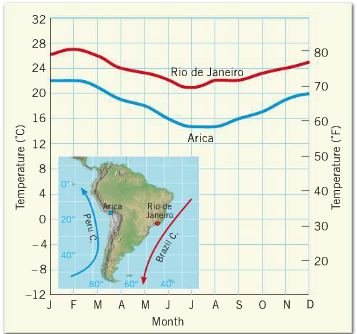 32
28
24
20
16
12
8
4
0
−4
−8
−12
Temperature (°C)
80
70
60
50
40
30
20
Temperature (°F)
Rio de Janeiro
Arica
0°
20°
40°
Arica
Rio de
Janeiro
Peru C.
Brazil C.
80° 60° 40°
J F M A M J J A S O N D
Month